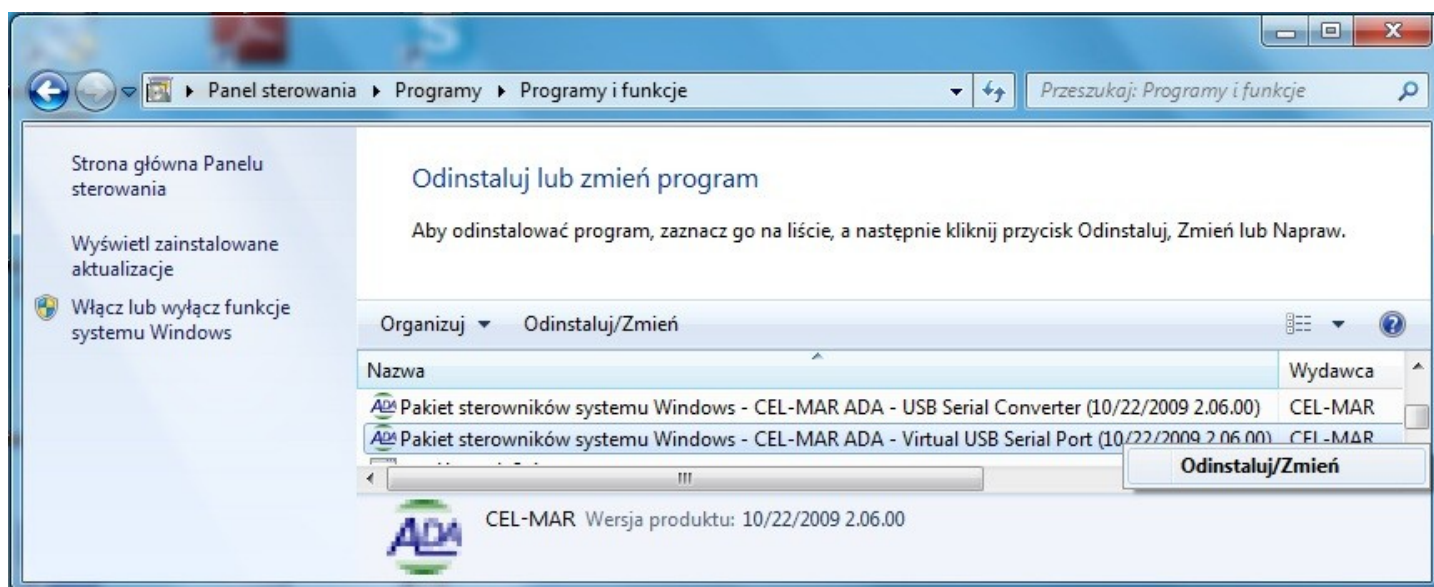 Panel sterowania Programy Programy i funkcje
Przeszukaj: Programy i funkcje
Strona główna Panelu
sterowania
Wyświetl zainstalowane
aktualizacje
Włącz lub wyłącz funkcje
systemu Windows
Odinstaluj lub zmień program
Aby odinstalować program, zaznacz go na liście, a następnie kliknij przycisk Odinstaluj, Zmień lub Napraw.
Organizuj Odinstaluj/Zmień
Nazwa Wydawca
ADA Pakiet sterowników systemu Windows - CEL-MAR ADA - USB Serial Converter (10/22/2009 2.06.00) CEL-MAR
ADA Pakiet sterowników systemu Windows - CEL-MAR ADA - Virtual USB Serial Port (10/22/2009 2.06.00) CEL-MAR
Odinstaluj/Zmień
ADA CEL-MAR Wersja produktu: 10/22/2009 2.06.00